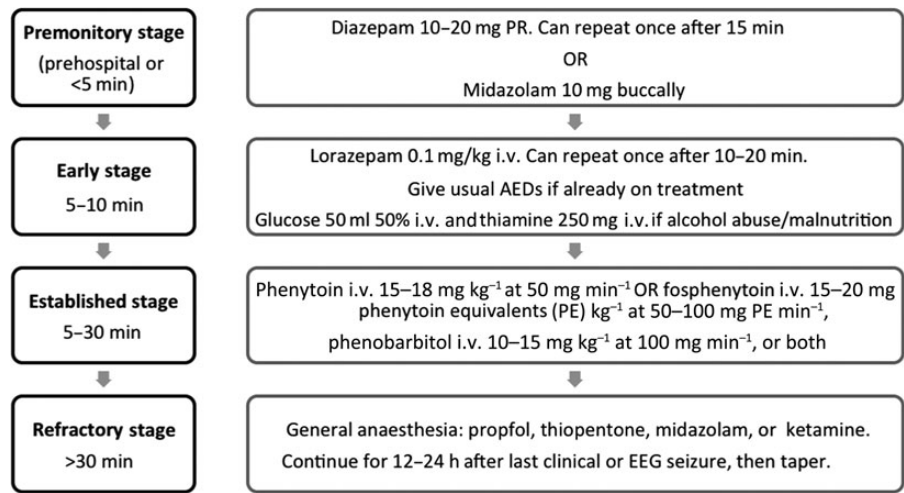 Premonitory stage
(prehospital or
<5 min)
Diazepam 10–20 mg PR. Can repeat once after 15 min
OR
Midazolam 10 mg buccally
Early stage
5–10 min
Lorazepam 0.1 mg/kg i.v. Can repeat once after 10–20 min.
Give usual AEDs if already on treatment
Glucose 50 ml 50% i.v. and thiamine 250 mg i.v. if alcohol abuse/malnutrition
Established stage
5–30 min
Phenytoin i.v. 15–18 mg kg⁻¹ at 50 mg min⁻¹ OR fosphenytoin i.v. 15–20 mg
phenytoin equivalents (PE) kg⁻¹ at 50–100 mg PE min⁻¹,
phenobarbitol i.v. 10–15 mg kg⁻¹ at 100 mg min⁻¹, or both
Refractory stage
>30 min
General anaesthesia: propfol, thiopentone, midazolam, or ketamine.
Continue for 12–24 h after last clinical or EEG seizure, then taper.